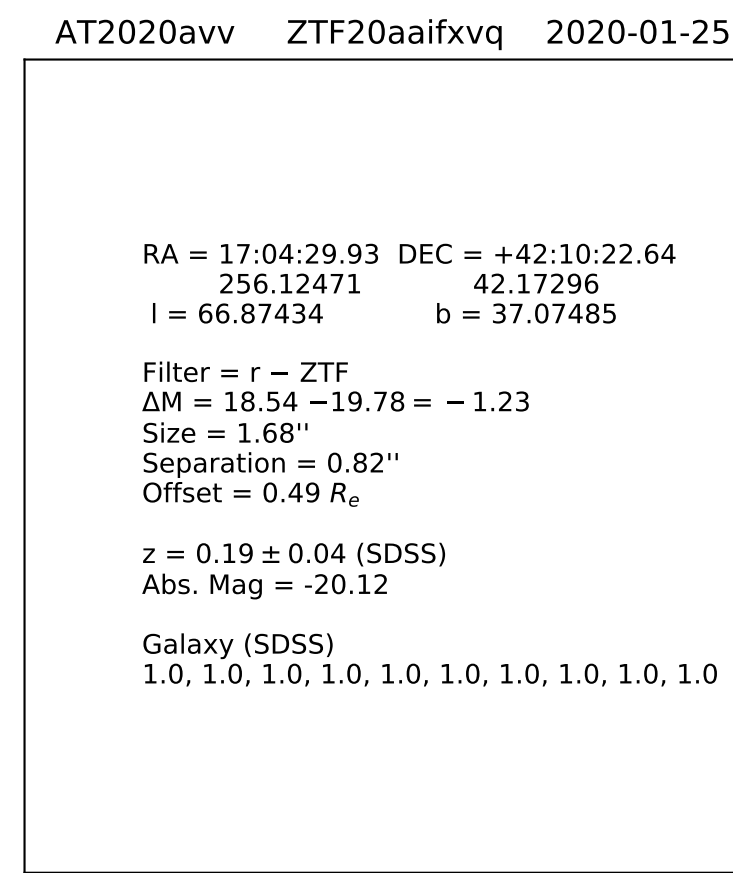 AT2020avv ZTF20aaifxvq 2020-01-25
RA = 17:04:29.93 DEC = +42:10:22.64
256.12471 42.17296
l = 66.87434 b = 37.07485
Filter = r − ZTF
ΔM = 18.54 −19.78 = − 1.23
Size = 1.68''
Separation = 0.82''
Offset = 0.49 Rₑ
z = 0.19 ± 0.04 (SDSS)
Abs. Mag = -20.12
Galaxy (SDSS)
1.0, 1.0, 1.0, 1.0, 1.0, 1.0, 1.0, 1.0, 1.0, 1.0